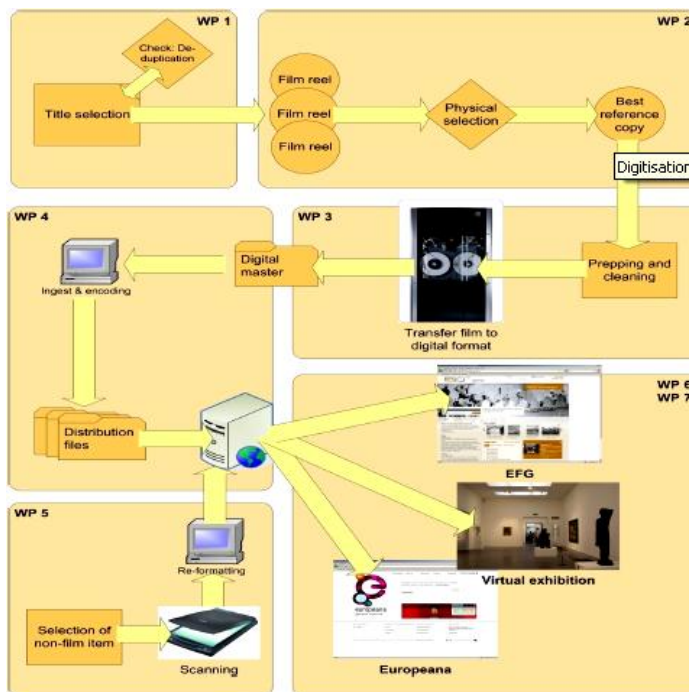 WP 1
Check: De-
duplication
Title selection
WP 2
Film reel
Film reel
Film reel
Physical
selection
Best
reference
copy
Digitisation
WP 4
Ingest & encoding
Digital
master
Distribution
files
WP 3
Transfer film to
digital format
Prepping and
cleaning
WP 5
Re-formatting
Selection of
non-film item
Scanning
WP 6
WP 7
EFG
Virtual exhibition
europeana
Europeana